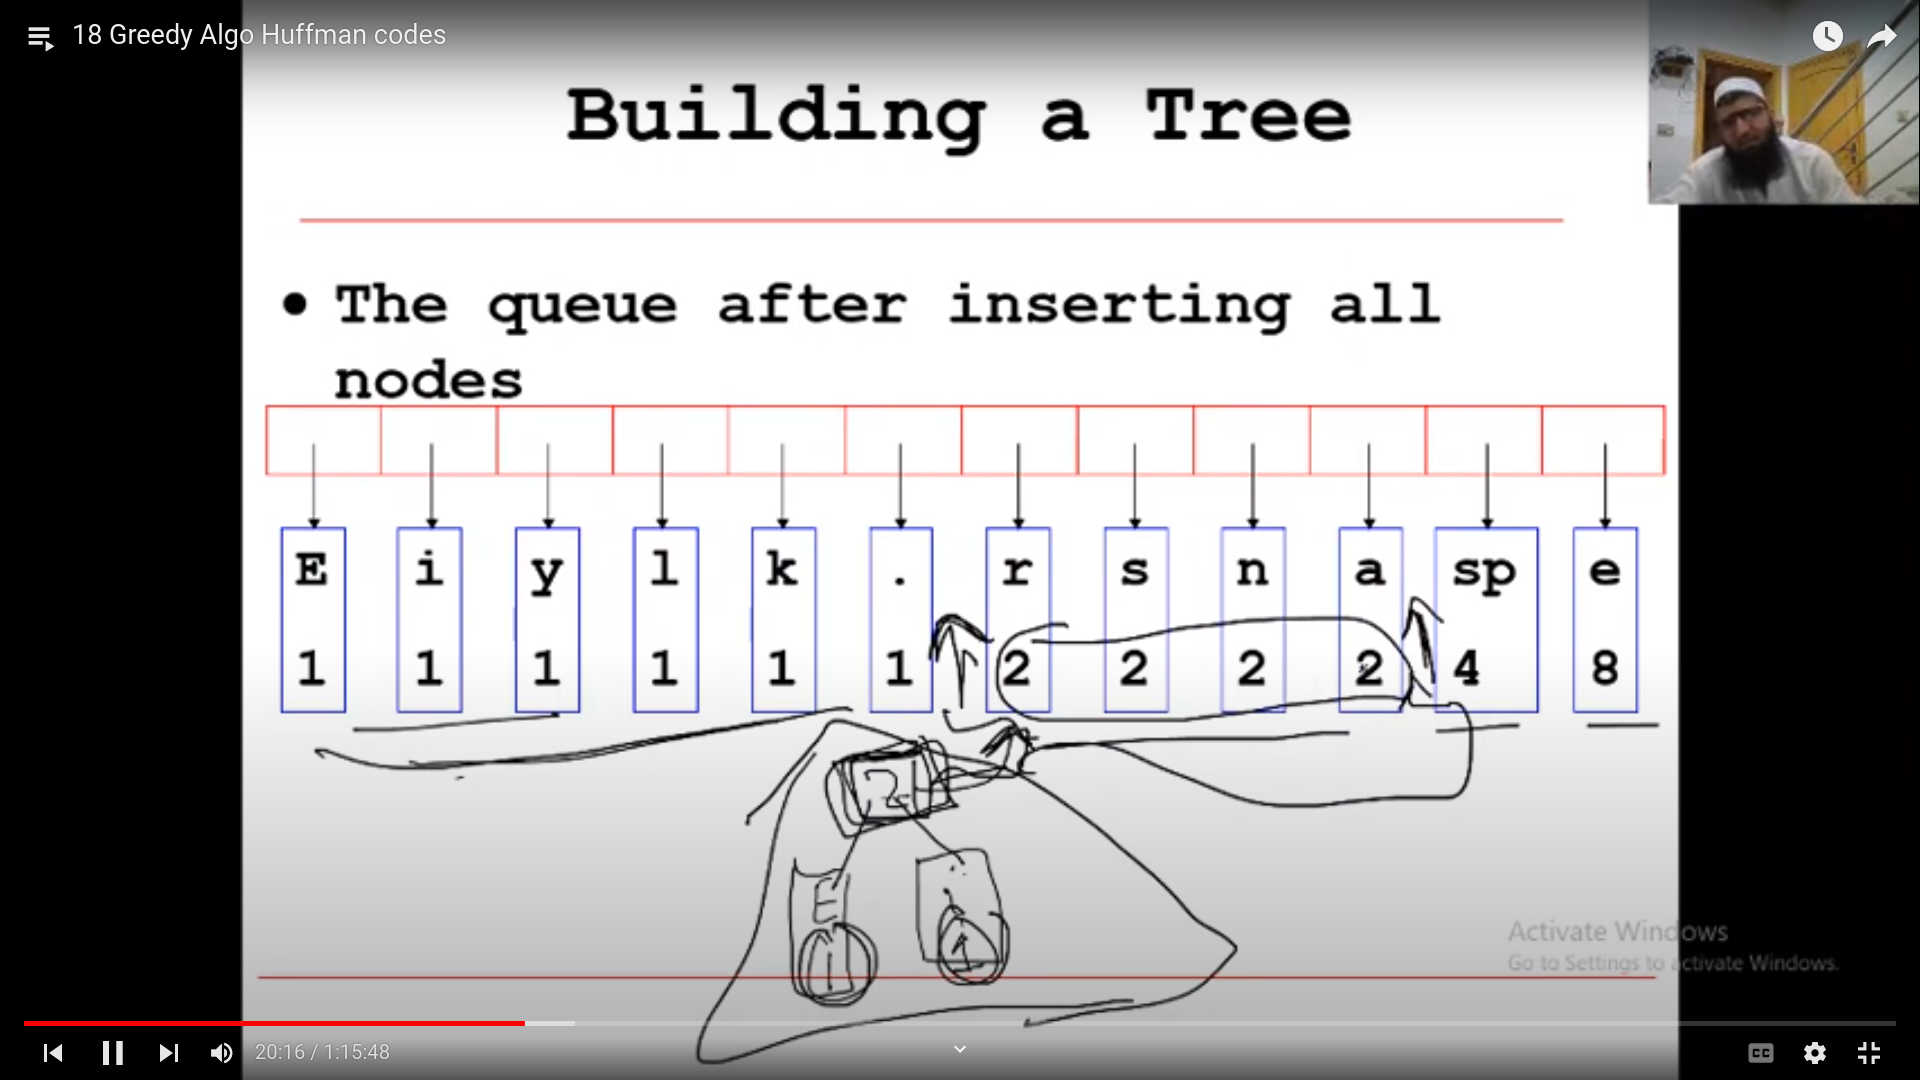 18 Greedy Algo Huffman codes
Building a Tree
• The queue after inserting all
nodes
E i y l k . r s n a sp e
1 1 1 1 1 1 2 2 2 2 4 8
2
E i
1 1
Activate Windows
Go to Settings to activate Windows.
20:16 / 1:15:48
CC